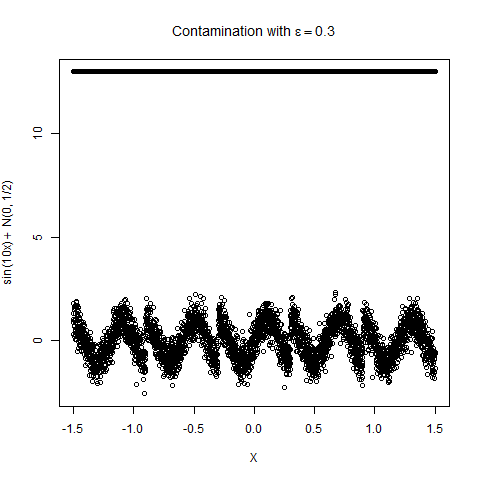 Contamination with ε = 0.3
sin(10x) + N(0, 1/2)
10
5
0
-1.5 -1.0 -0.5 0.0 0.5 1.0 1.5
X